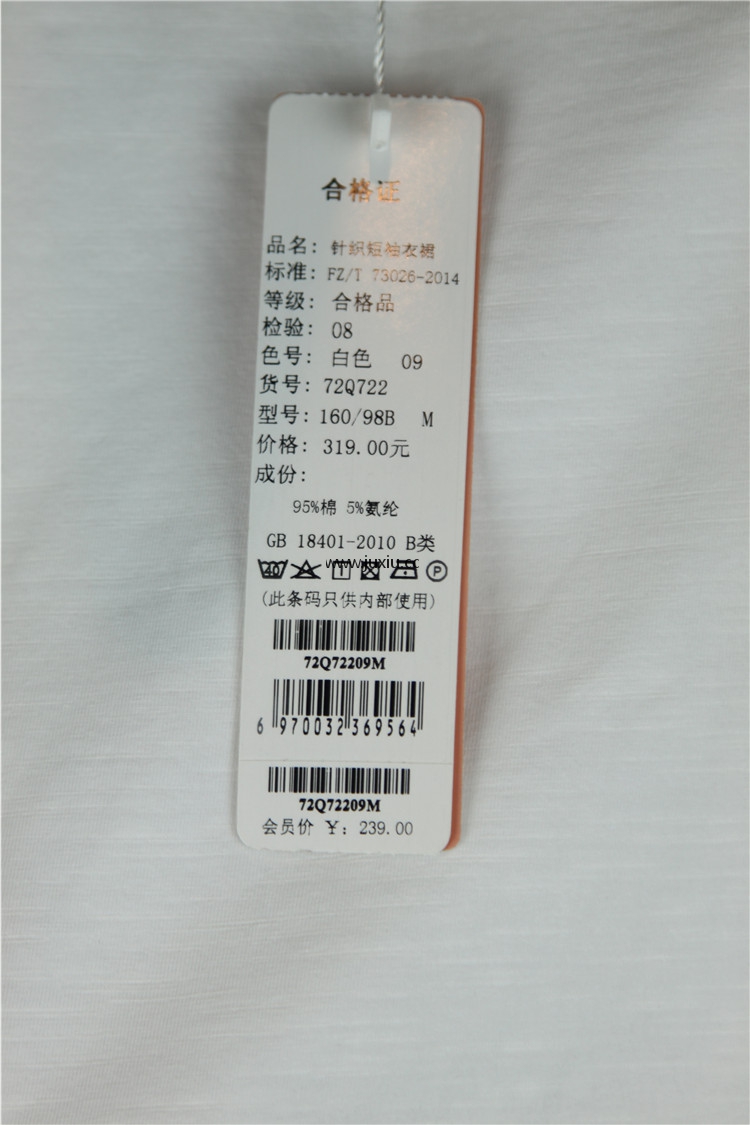 合格证
品名: 针织短袖衣裙
标准: FZ/T 73026-2014
等级: 合格品
检验: 08
色号: 白色 09
货号: 72Q722
型号: 160/98B M
价格: 319.00元
成份:
95%棉 5%氨纶
GB 18401-2010 B类
www.juxiu.cc
40 P
(此条码只供内部使用)
72Q72209M
6 970032 369564
72Q72209M
会员价 ￥: 239.00